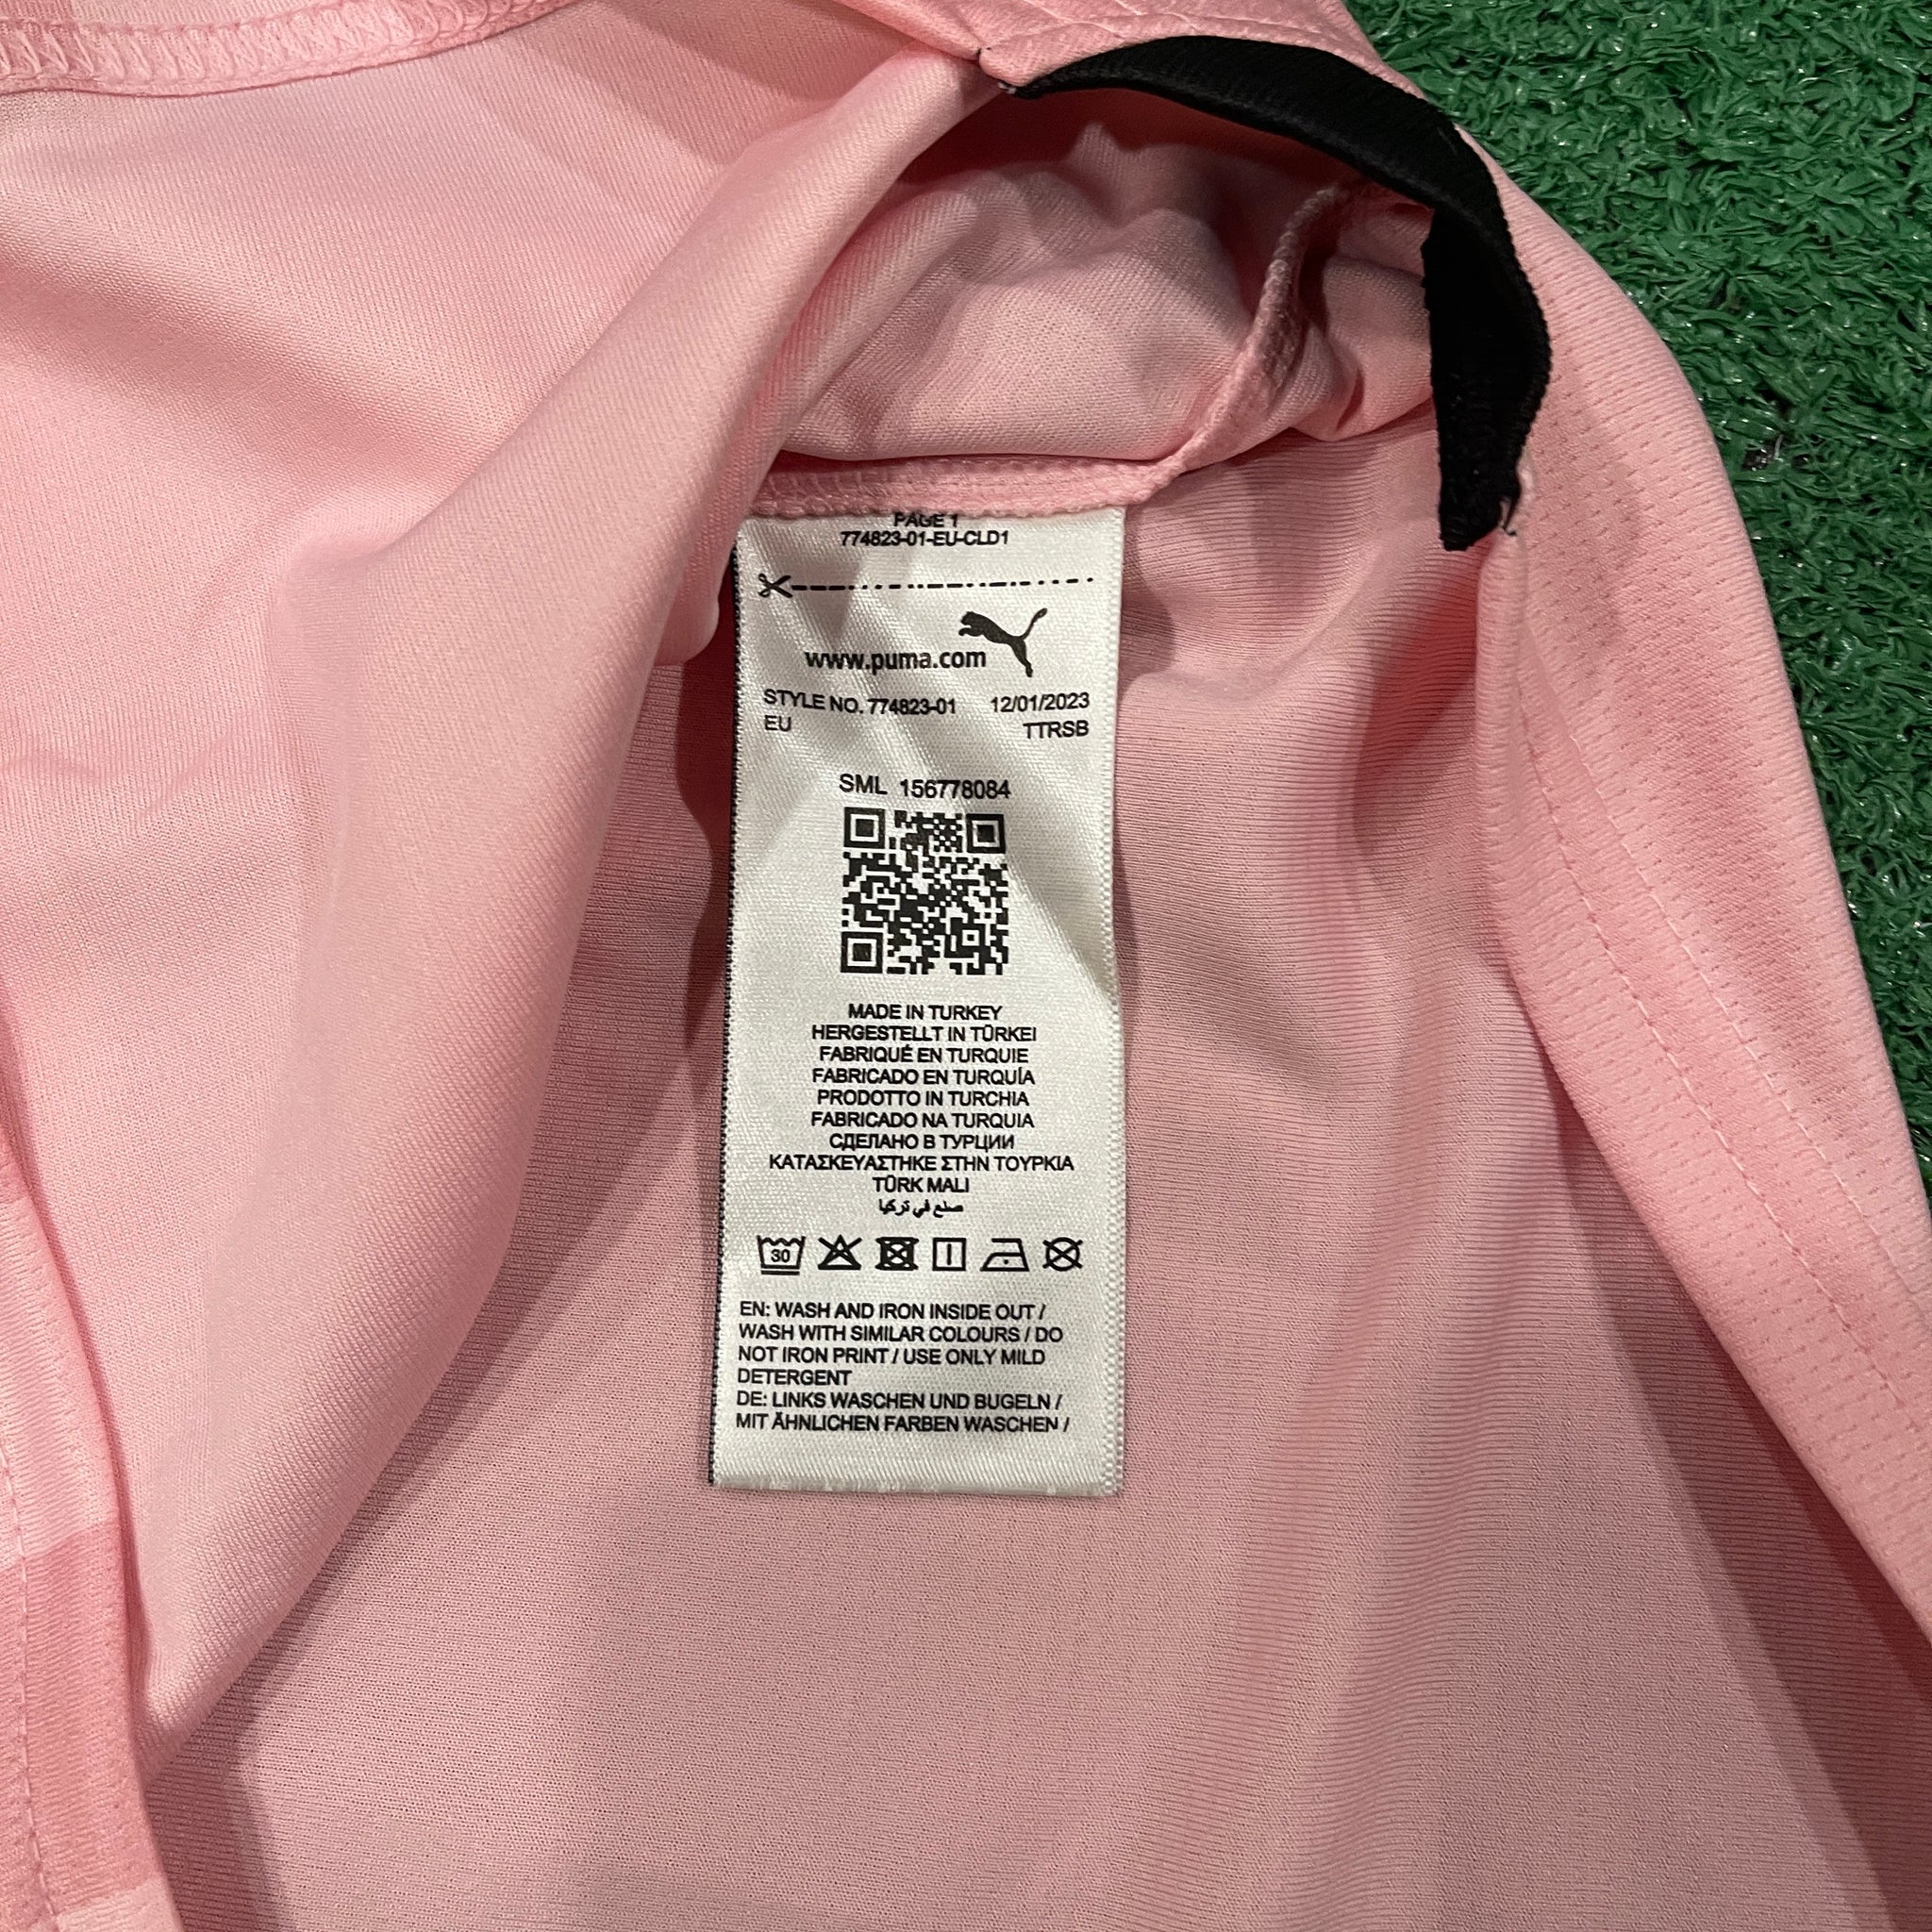 PAGE 1
774823-01-EU-CLD1
www.puma.com
STYLE NO. 774823-01 12/01/2023
EU TTRSB
SML 156778084
MADE IN TURKEY
HERGESTELLT IN TÜRKEI
FABRIQUÉ EN TURQUIE
FABRICADO EN TURQUÍA
PRODOTTO IN TURCHIA
FABRICADO NA TURQUIA
СДЕЛАНО В ТУРЦИИ
ΚΑΤΑΣΚΕΥΑΣΤΗΚΕ ΣΤΗΝ ΤΟΥΡΚΙΑ
TÜRK MALI
صنع في تركيا
30
EN: WASH AND IRON INSIDE OUT /
WASH WITH SIMILAR COLOURS / DO
NOT IRON PRINT / USE ONLY MILD
DETERGENT
DE: LINKS WASCHEN UND BUGELN /
MIT ÄHNLICHEN FARBEN WASCHEN /